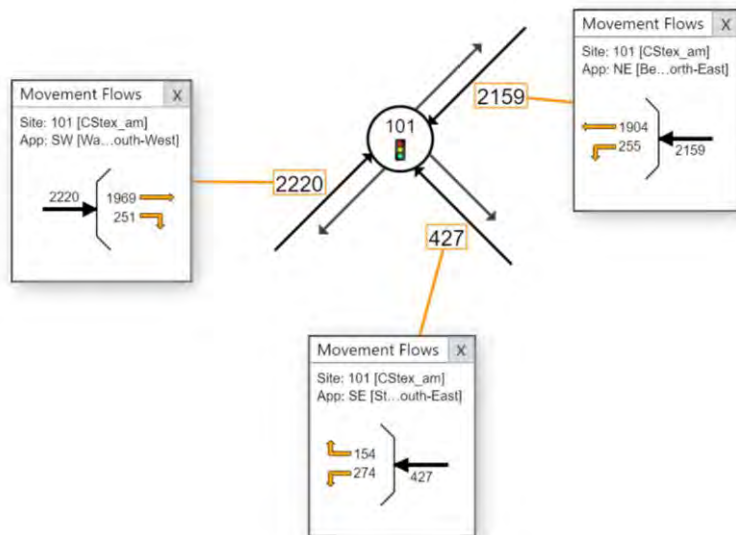 Movement Flows X
Site: 101 [CStex_am]
App: NE [Be...orth-East]
1904
255
2159
2159
101
Movement Flows X
Site: 101 [CStex_am]
App: SW [Wa...outh-West]
2220
1969
251
2220
427
Movement Flows X
Site: 101 [CStex_am]
App: SE [St...outh-East]
154
274
427